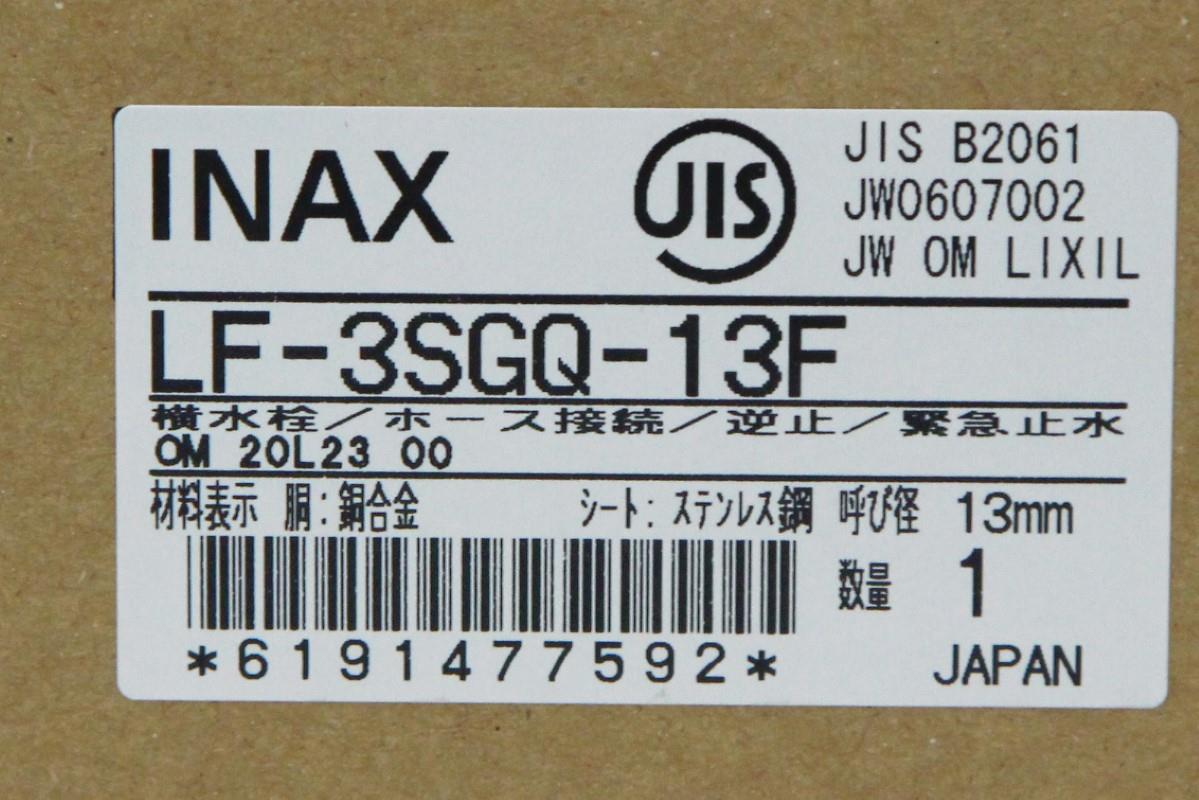 INAX
JIS
JIS B2061
JW0607002
JW OM LIXIL
LF-3SGQ-13F
横水栓/ホース接続/逆止/緊急止水
OM 20L23 00
材料表示 胴:銅合金 シート:ステンレス鋼 呼び径 13mm
数量 1
*6191477592*
JAPAN